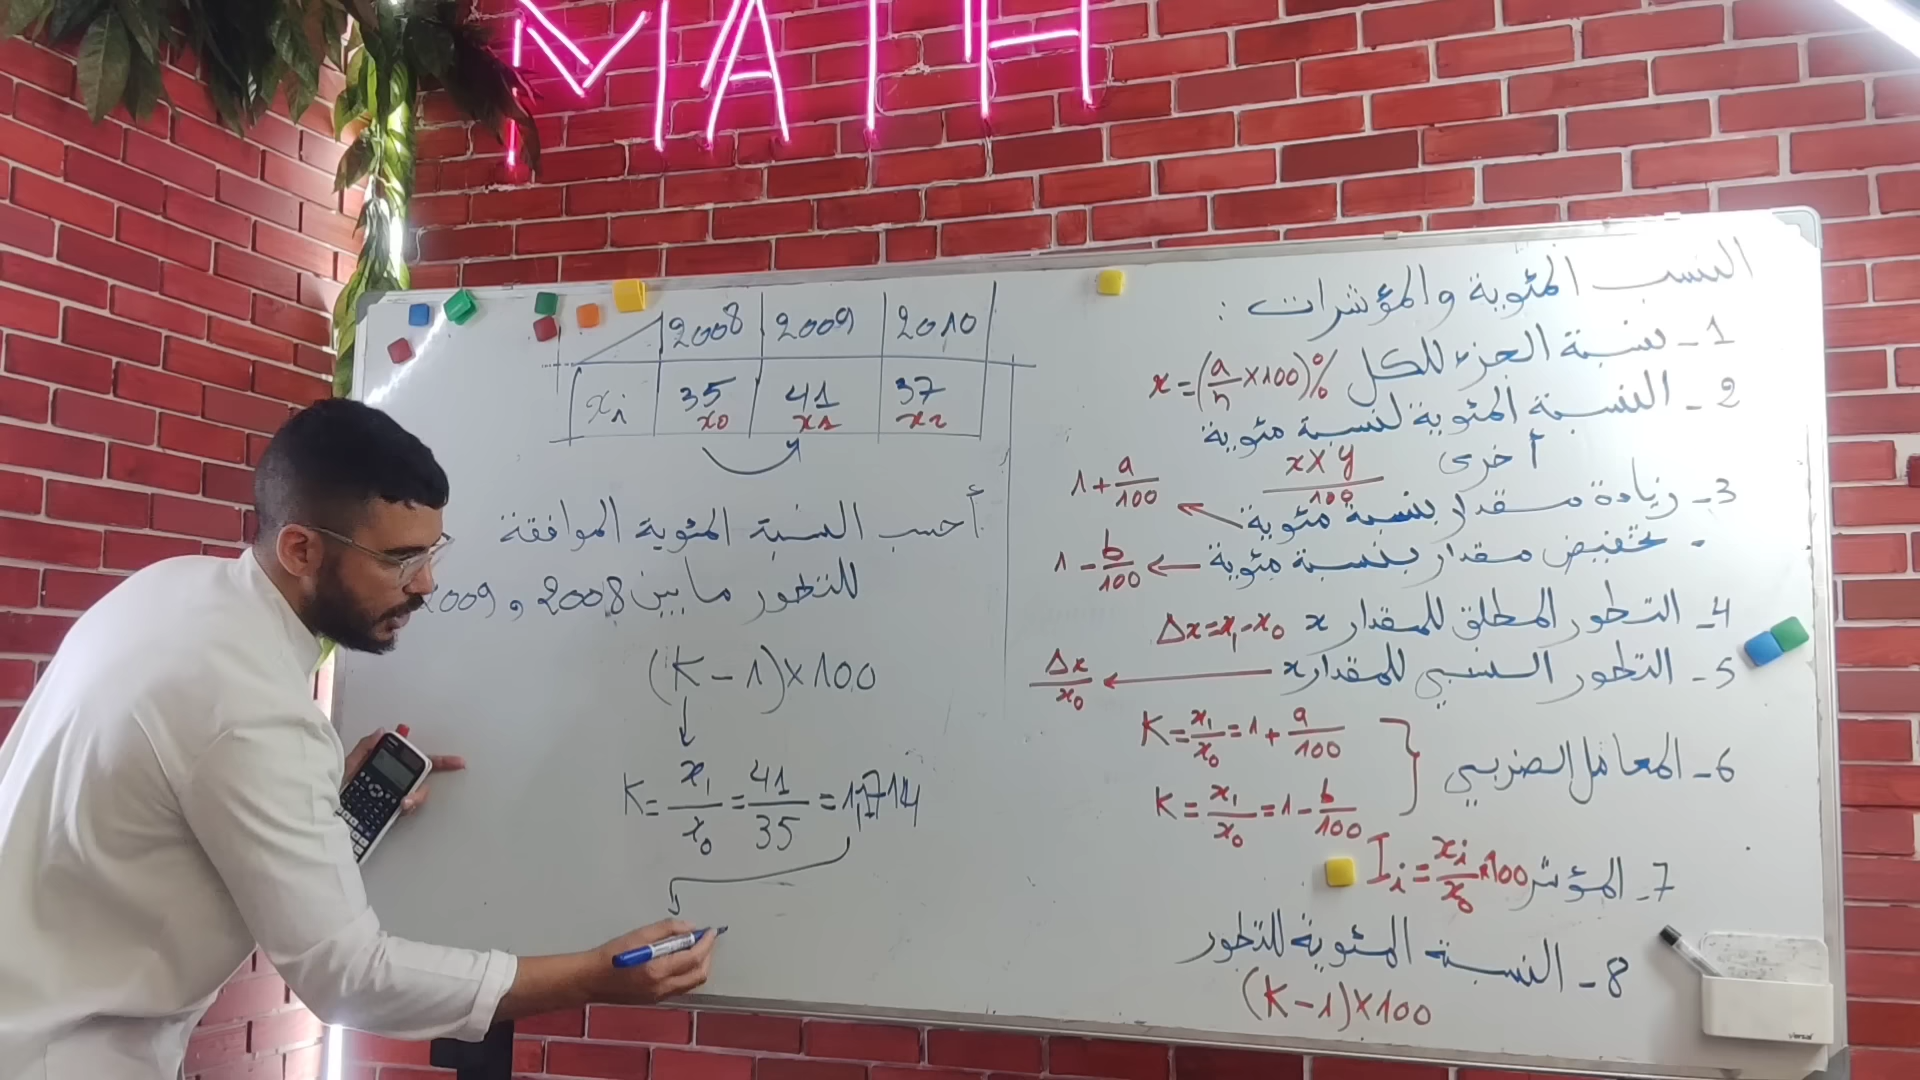 MATH
النسب المئوية والمؤشرات :
1 - نسبة الجزء للكل x = (a/n × 100)%
2 - النسبة المئوية لنسبة مئوية
أخرى x × y / 100
3 - زيادة مقدار بنسبة مئوية ← 1 + a/100
• تخفيض مقدار بنسبة مئوية ← 1 - b/100
4 - التطور المطلق للمقدار x Δx = x₁ - x₀
5 - التطور النسبي للمقدار x ← Δx/x₀
6 - المعامل الضربي
K = x₁/x₀ = 1 + a/100
K = x₁/x₀ = 1 - b/100
7 - المؤشر Iᵢ = xᵢ/x₀ × 100
8 - النسبة المئوية للتطور
(K - 1) × 100
2008 2009 2010
xᵢ 35 41 37
x₀ x₁ x₂
أحسب النسبة المئوية الموافقة
للتطور ما بين 2008 و 2009
(K - 1) × 100
K = x₁/x₀ = 41/35 = 1,1714
versal